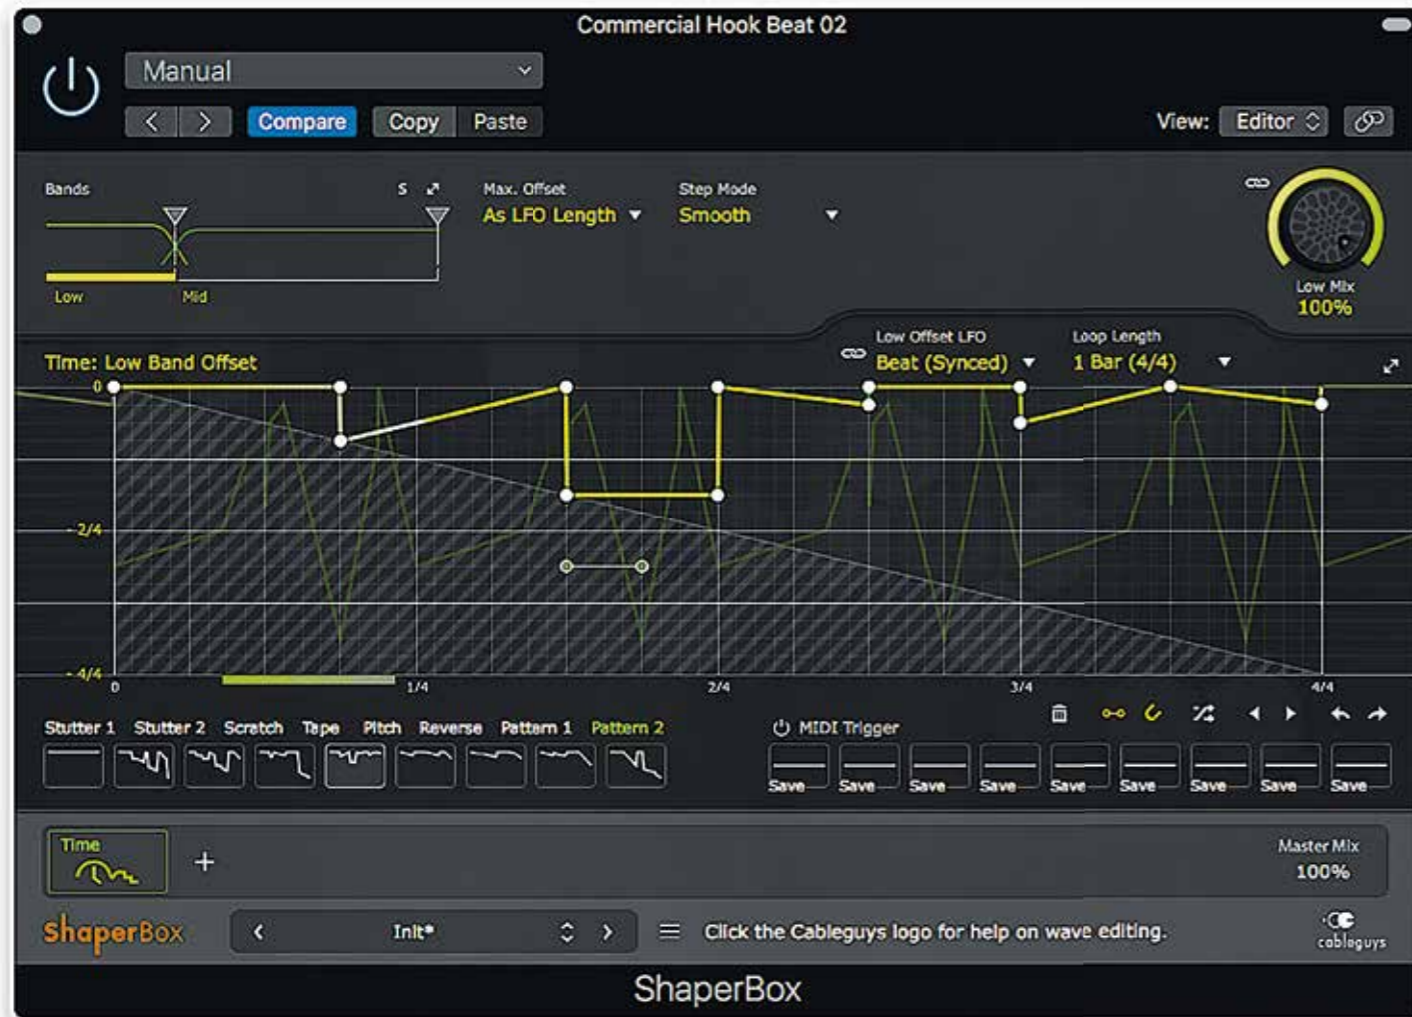 Commercial Hook Beat 02
Manual
Compare Copy Paste View: Editor
Bands S Max. Offset Step Mode
As LFO Length Smooth
Low Mid
Low Mix
100%
Low Offset LFO Loop Length
Time: Low Band Offset Beat (Synced) 1 Bar (4/4)
0
- 2/4
- 4/4
0 1/4 2/4 3/4 4/4
Stutter 1 Stutter 2 Scratch Tape Pitch Reverse Pattern 1 Pattern 2 MIDI Trigger
Save Save Save Save Save Save Save Save Save
Time Master Mix
100%
ShaperBox Init* Click the Cableguys logo for help on wave editing. cableguys
ShaperBox